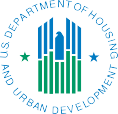 U.S. DEPARTMENT OF HOUSING
AND URBAN DEVELOPMENT